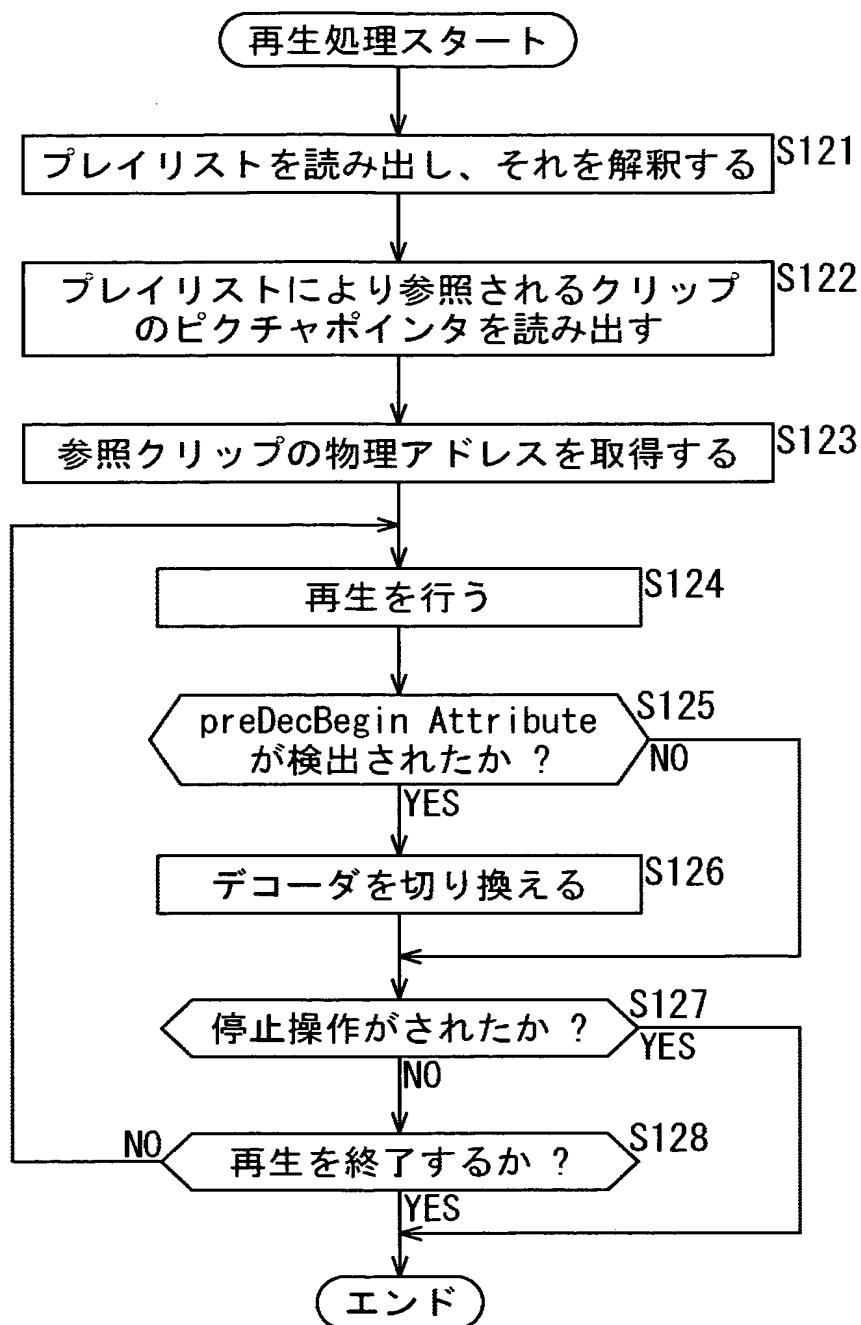 再生処理スタート
プレイリストを読み出し、それを解釈する
S121
プレイリストにより参照されるクリップ
のピクチャポインタを読み出す
S122
参照クリップの物理アドレスを取得する
S123
再生を行う
S124
preDecBegin Attribute
が検出されたか ?
S125
NO
YES
デコーダを切り換える
S126
停止操作がされたか ?
S127
YES
NO
再生を終了するか ?
S128
NO
YES
エンド